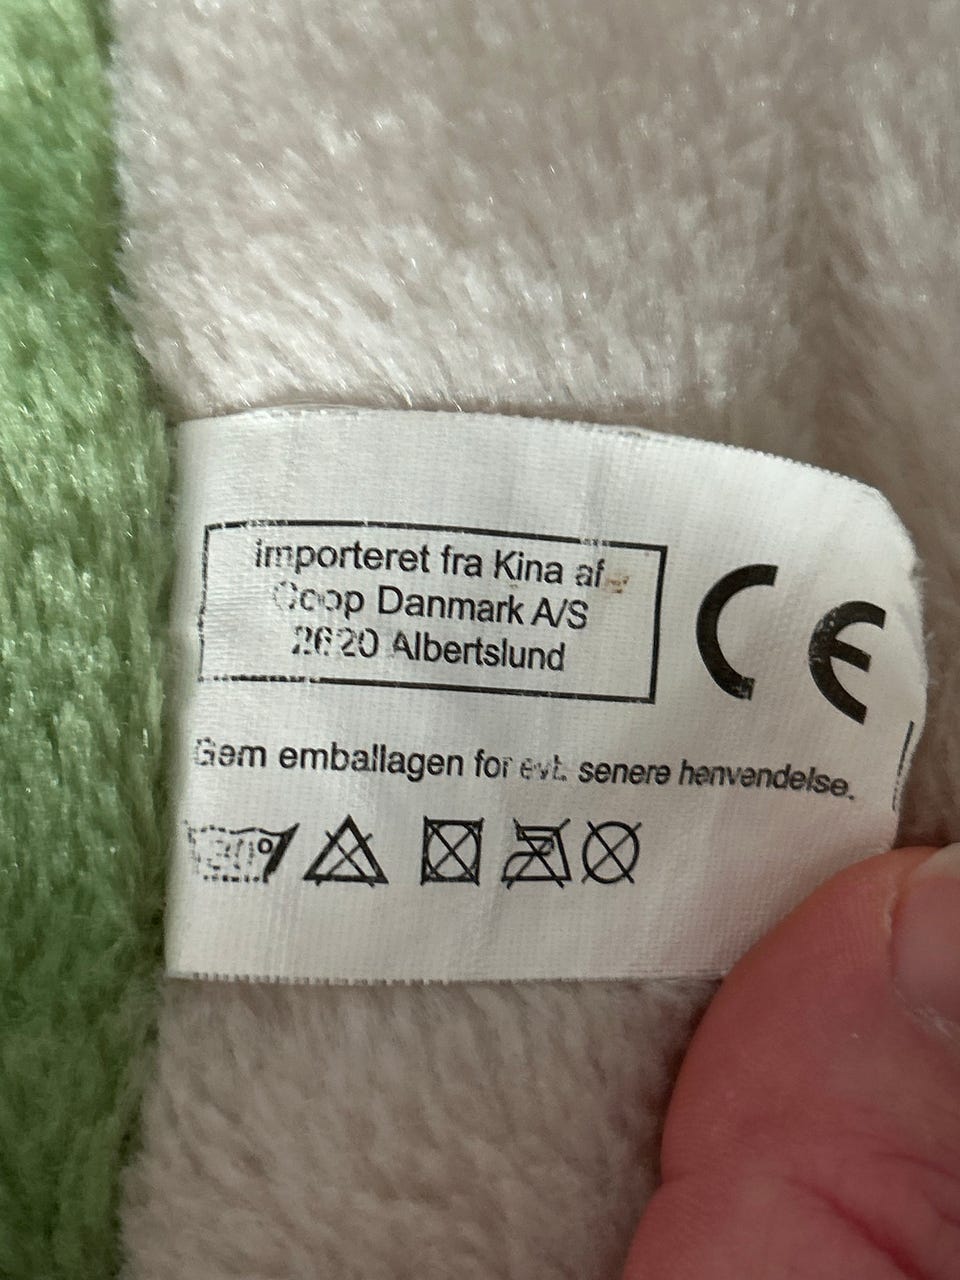 importeret fra Kina af
Coop Danmark A/S
2620 Albertslund
CE
Gem emballagen for evt. senere henvendelse.
30°